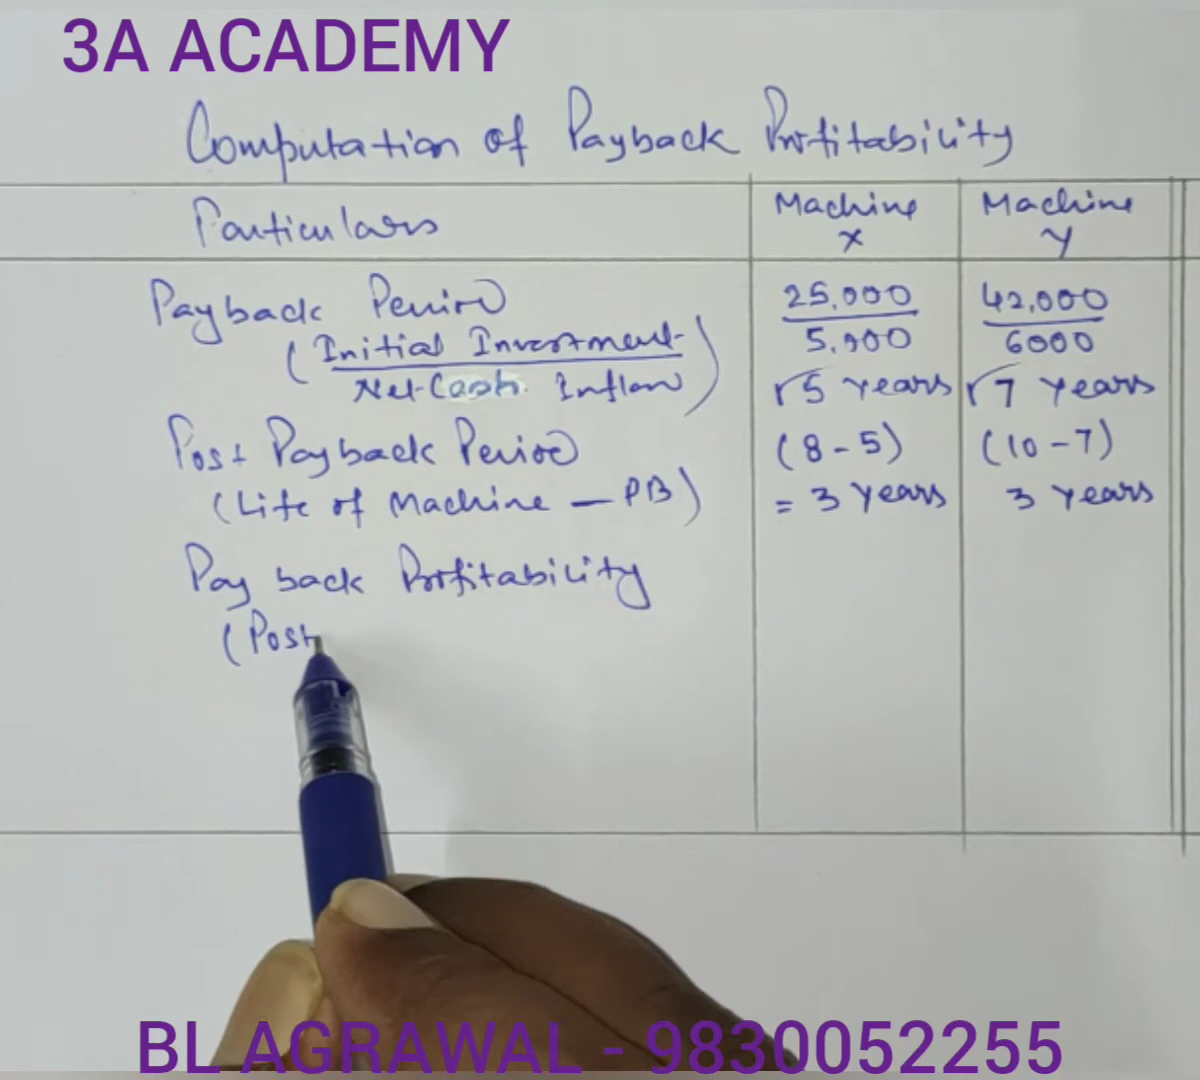 3A ACADEMY
Computation of Payback Profitability
Particulars
Machine X
Machine Y
Payback Period
(Initial Investment / Net Cash Inflow)
25,000 / 5,000
42,000 / 6000
5 years
7 years
Post Payback Period
(8-5)
(10-7)
(Life of Machine - PB)
= 3 years
3 years
Pay back Profitability
(Post
BL AGRAWAL - 9830052255